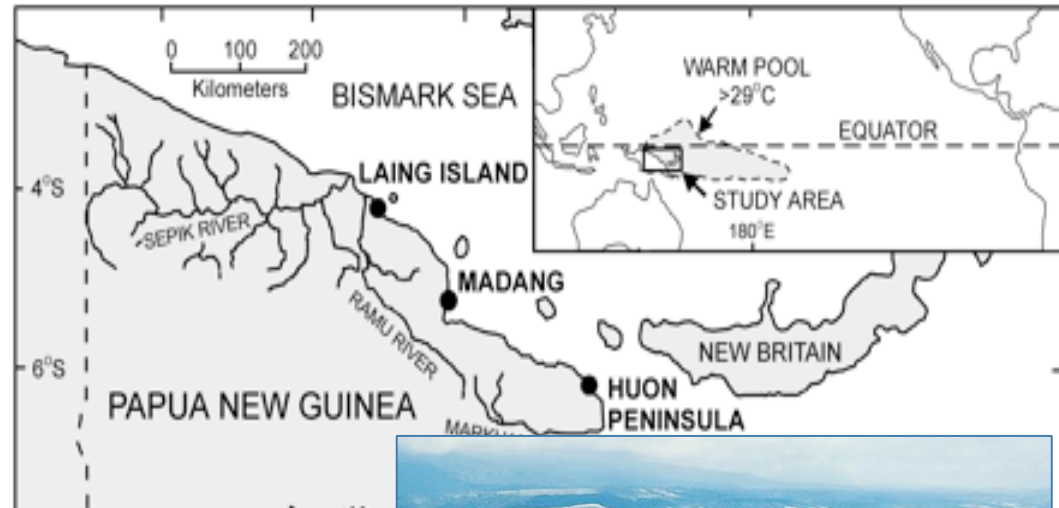 0 100 200
Kilometers
BISMARK SEA
WARM POOL
>29°C
EQUATOR
STUDY AREA
180°E
4°S
LAING ISLAND
SEPIK RIVER
MADANG
RAMU RIVER
NEW BRITAIN
6°S
HUON
PENINSULA
PAPUA NEW GUINEA